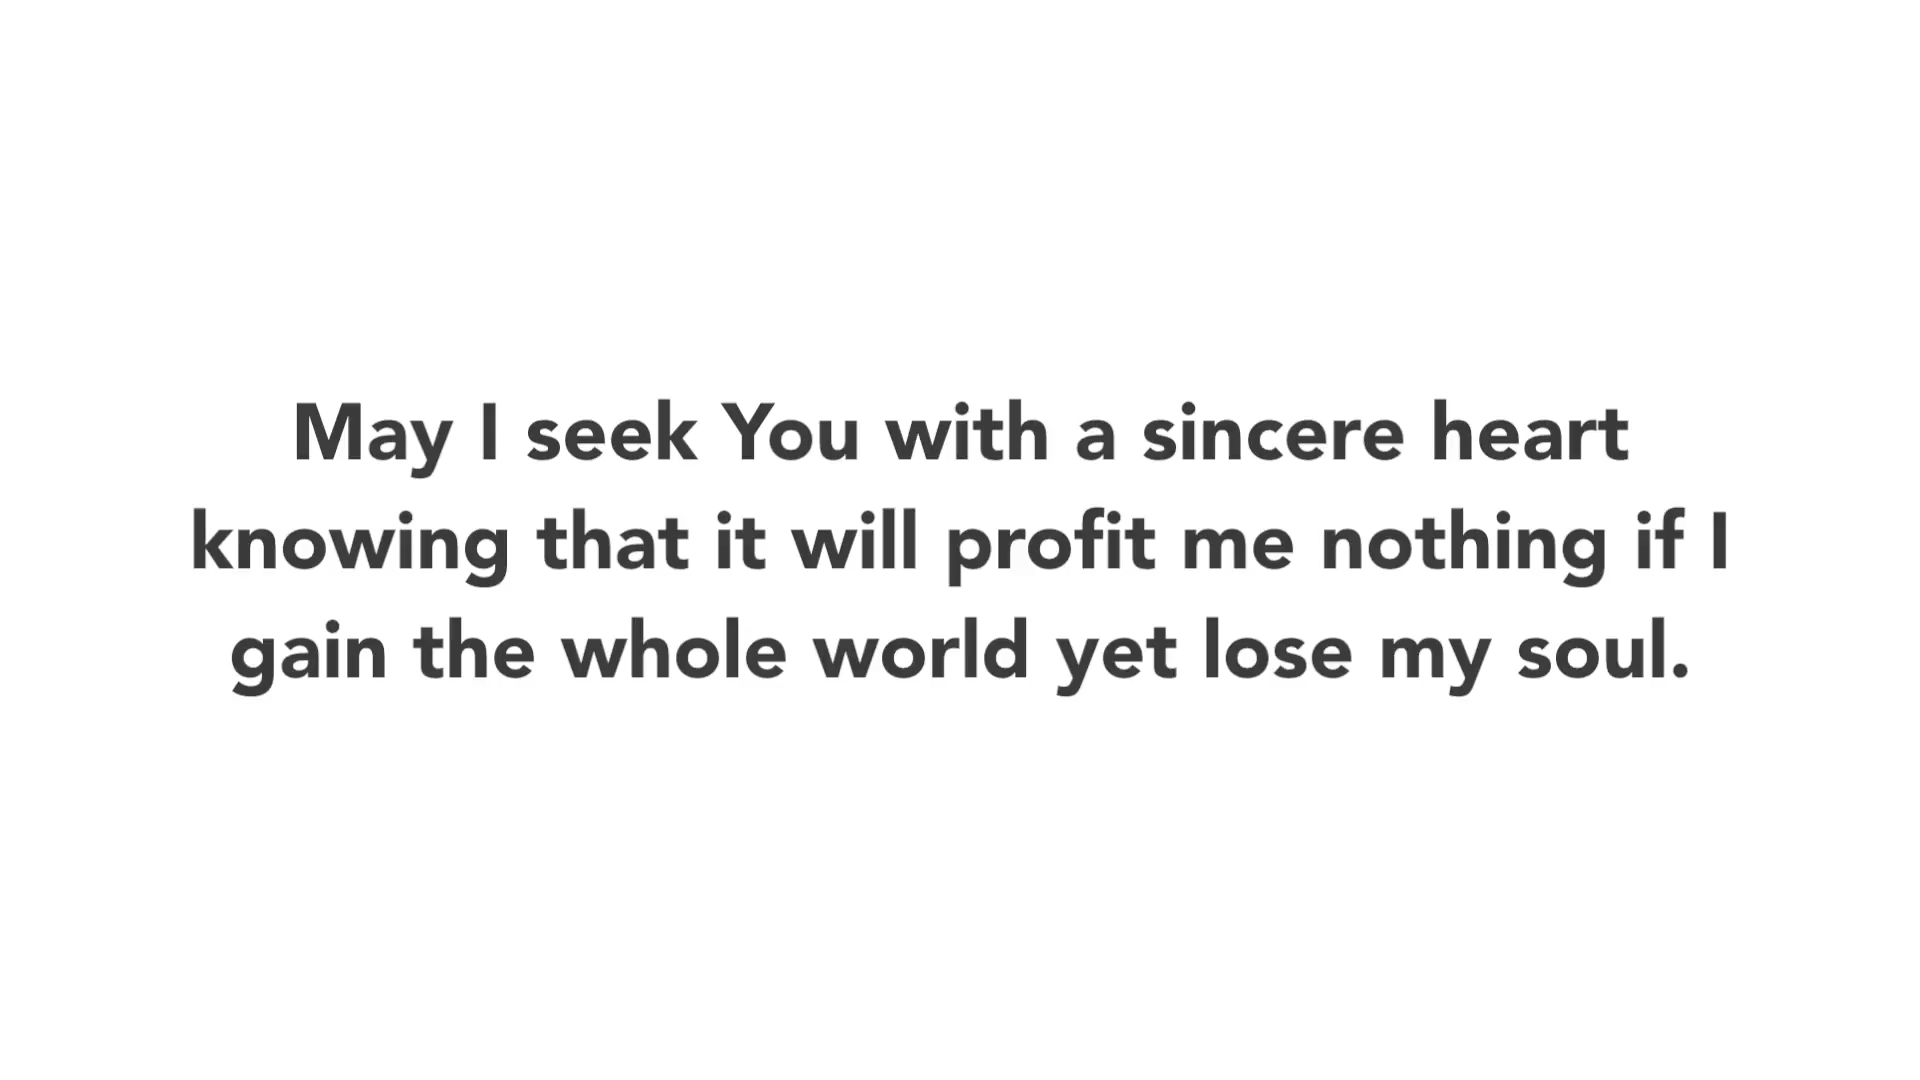 May I seek You with a sincere heart
knowing that it will profit me nothing if I
gain the whole world yet lose my soul.